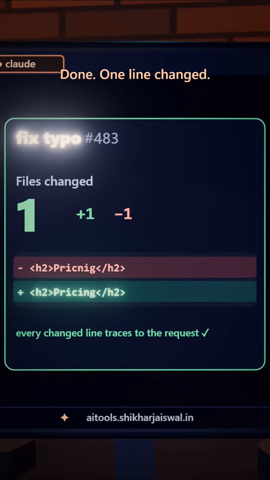 claude
Done. One line changed.
fix typo #483
Files changed
1 +1 −1
- <h2>Pricnig</h2>
+ <h2>Pricing</h2>
every changed line traces to the request ✓
aitools.shikharjaiswal.in